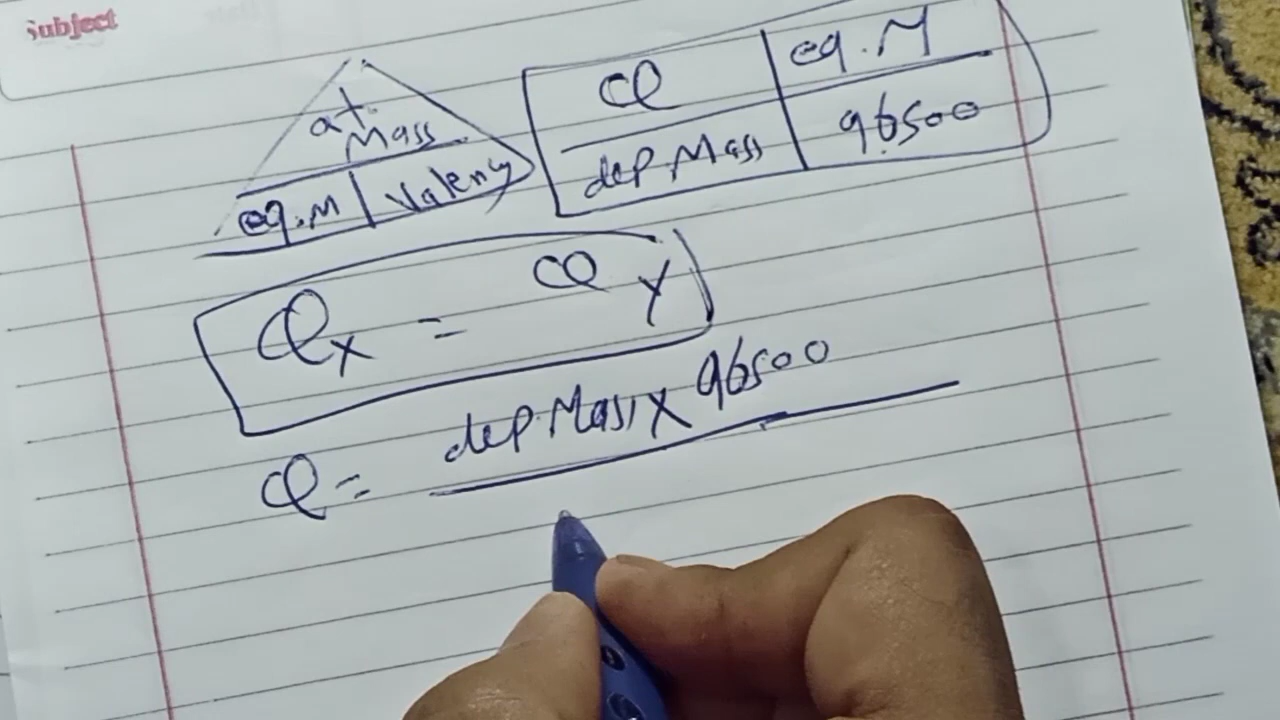 Subject
at. Mass
eq.M | Valeny
Q | eq.M
dep.Mass | 96500
Qx = Qy
Q = dep.Mass x 96500